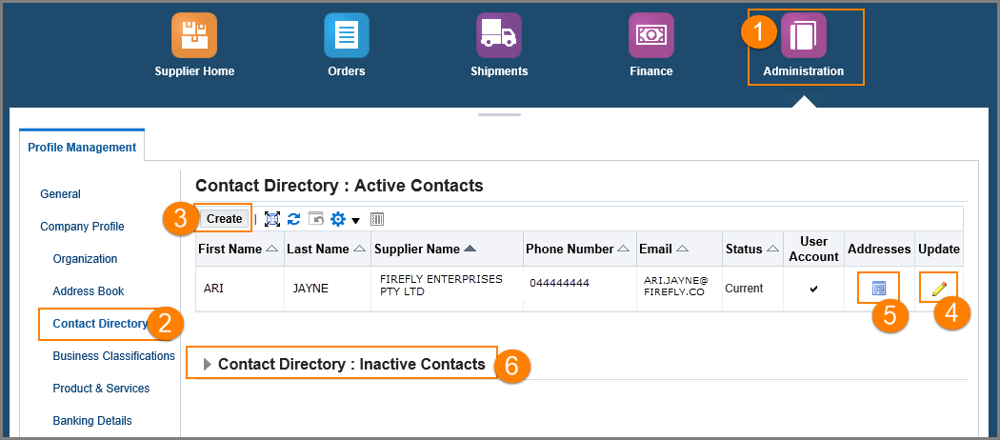 Supplier Home Orders Shipments Finance 1 Administration
Profile Management
General
Company Profile
Organization
Address Book
Contact Directory 2
Business Classifications
Product & Services
Banking Details
Contact Directory : Active Contacts
3 Create
First Name Last Name Supplier Name Phone Number Email Status User Account Addresses Update
ARI JAYNE FIREFLY ENTERPRISES PTY LTD 044444444 ARI.JAYNE@FIREFLY.CO Current
5 4
Contact Directory : Inactive Contacts 6